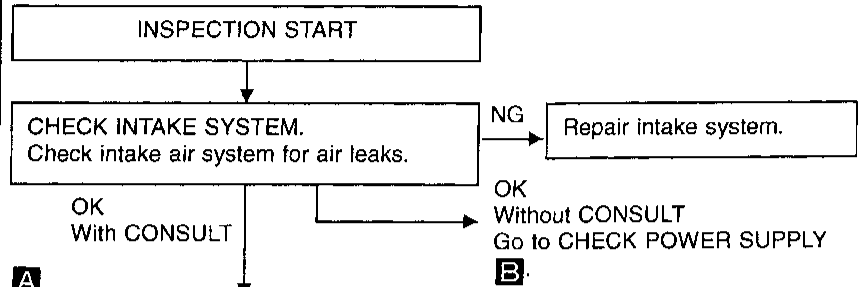 INSPECTION START
CHECK INTAKE SYSTEM.
Check intake air system for air leaks.
NG
Repair intake system.
OK
With CONSULT
OK
Without CONSULT
Go to CHECK POWER SUPPLY
B.
A